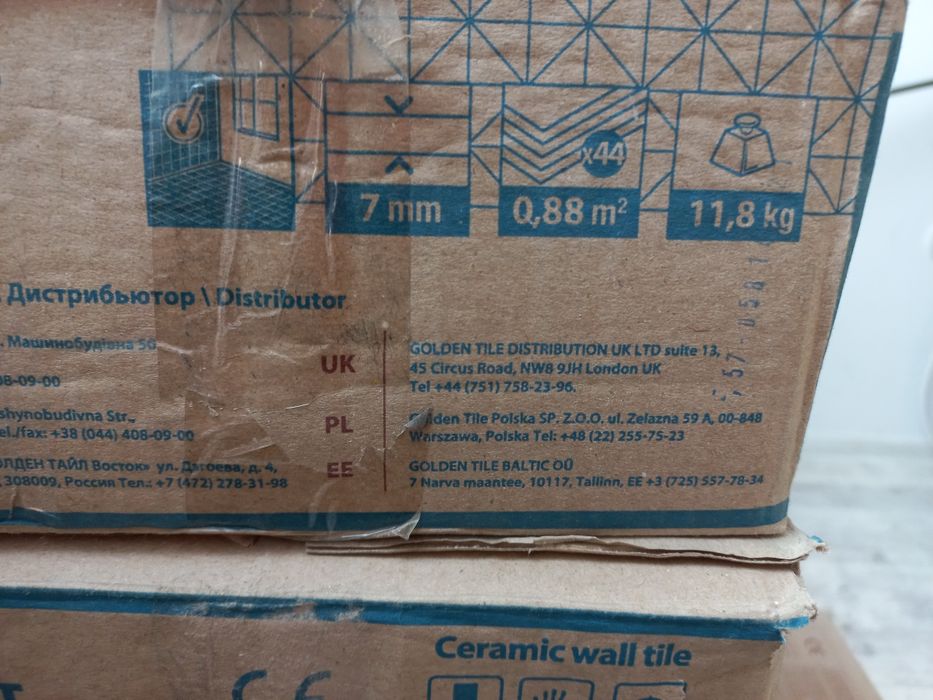 x44
7 mm
0,88 m²
11,8 kg
Дистрибьютор \ Distributor
. Машинобудівна 50
08-09-00
shynobudivna Str.,
el./fax: +38 (044) 408-09-00
ОЛДЕН ТАЙЛ Восток» ул. Дзгоева, д. 4,
, 308009, Россия Тел.: +7 (472) 278-31-98
UK
GOLDEN TILE DISTRIBUTION UK LTD suite 13,
45 Circus Road, NW8 9JH London UK
Tel +44 (751) 758-23-96.
PL
Golden Tile Polska SP. Z.O.O. ul. Zelazna 59 A, 00-848
Warszawa, Polska Tel: +48 (22) 255-75-23
EE
GOLDEN TILE BALTIC OÜ
7 Narva maantee, 10117, Tallinn, EE +3 (725) 557-78-34
Ceramic wall tile
CE